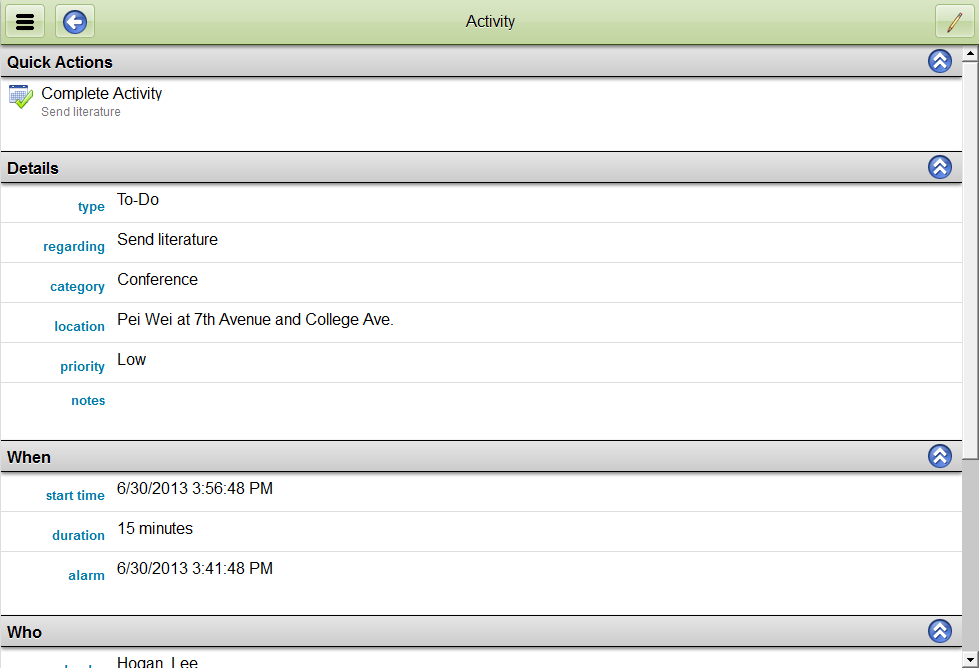 Activity
Quick Actions
Complete Activity
Send literature
Details
type To-Do
regarding Send literature
category Conference
location Pei Wei at 7th Avenue and College Ave.
priority Low
notes
When
start time 6/30/2013 3:56:48 PM
duration 15 minutes
alarm 6/30/2013 3:41:48 PM
Who
Hogan, Lee